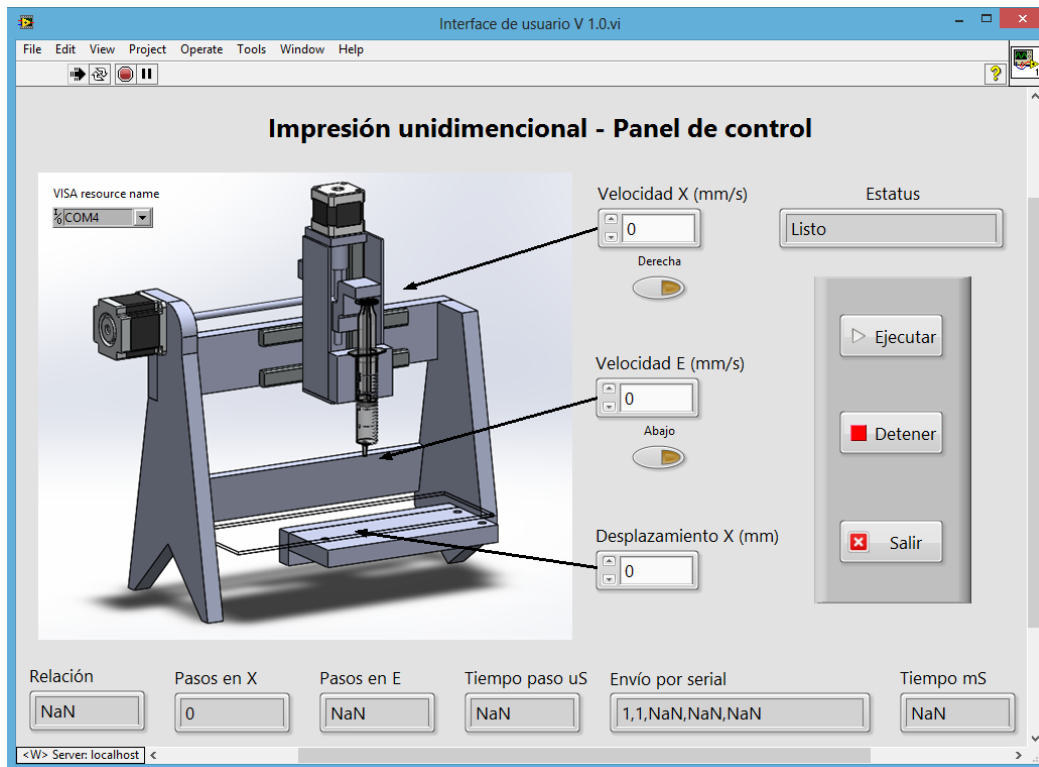 Interface de usuario V 1.0.vi
File Edit View Project Operate Tools Window Help
Impresión unidimencional - Panel de control
VISA resource name
COM4
Velocidad X (mm/s)
0
Derecha
Estatus
Listo
Ejecutar
Velocidad E (mm/s)
0
Abajo
Detener
Desplazamiento X (mm)
0
Salir
Relación
NaN
Pasos en X
0
Pasos en E
NaN
Tiempo paso uS
NaN
Envío por serial
1,1,NaN,NaN,NaN
Tiempo mS
NaN
<W> Server: localhost